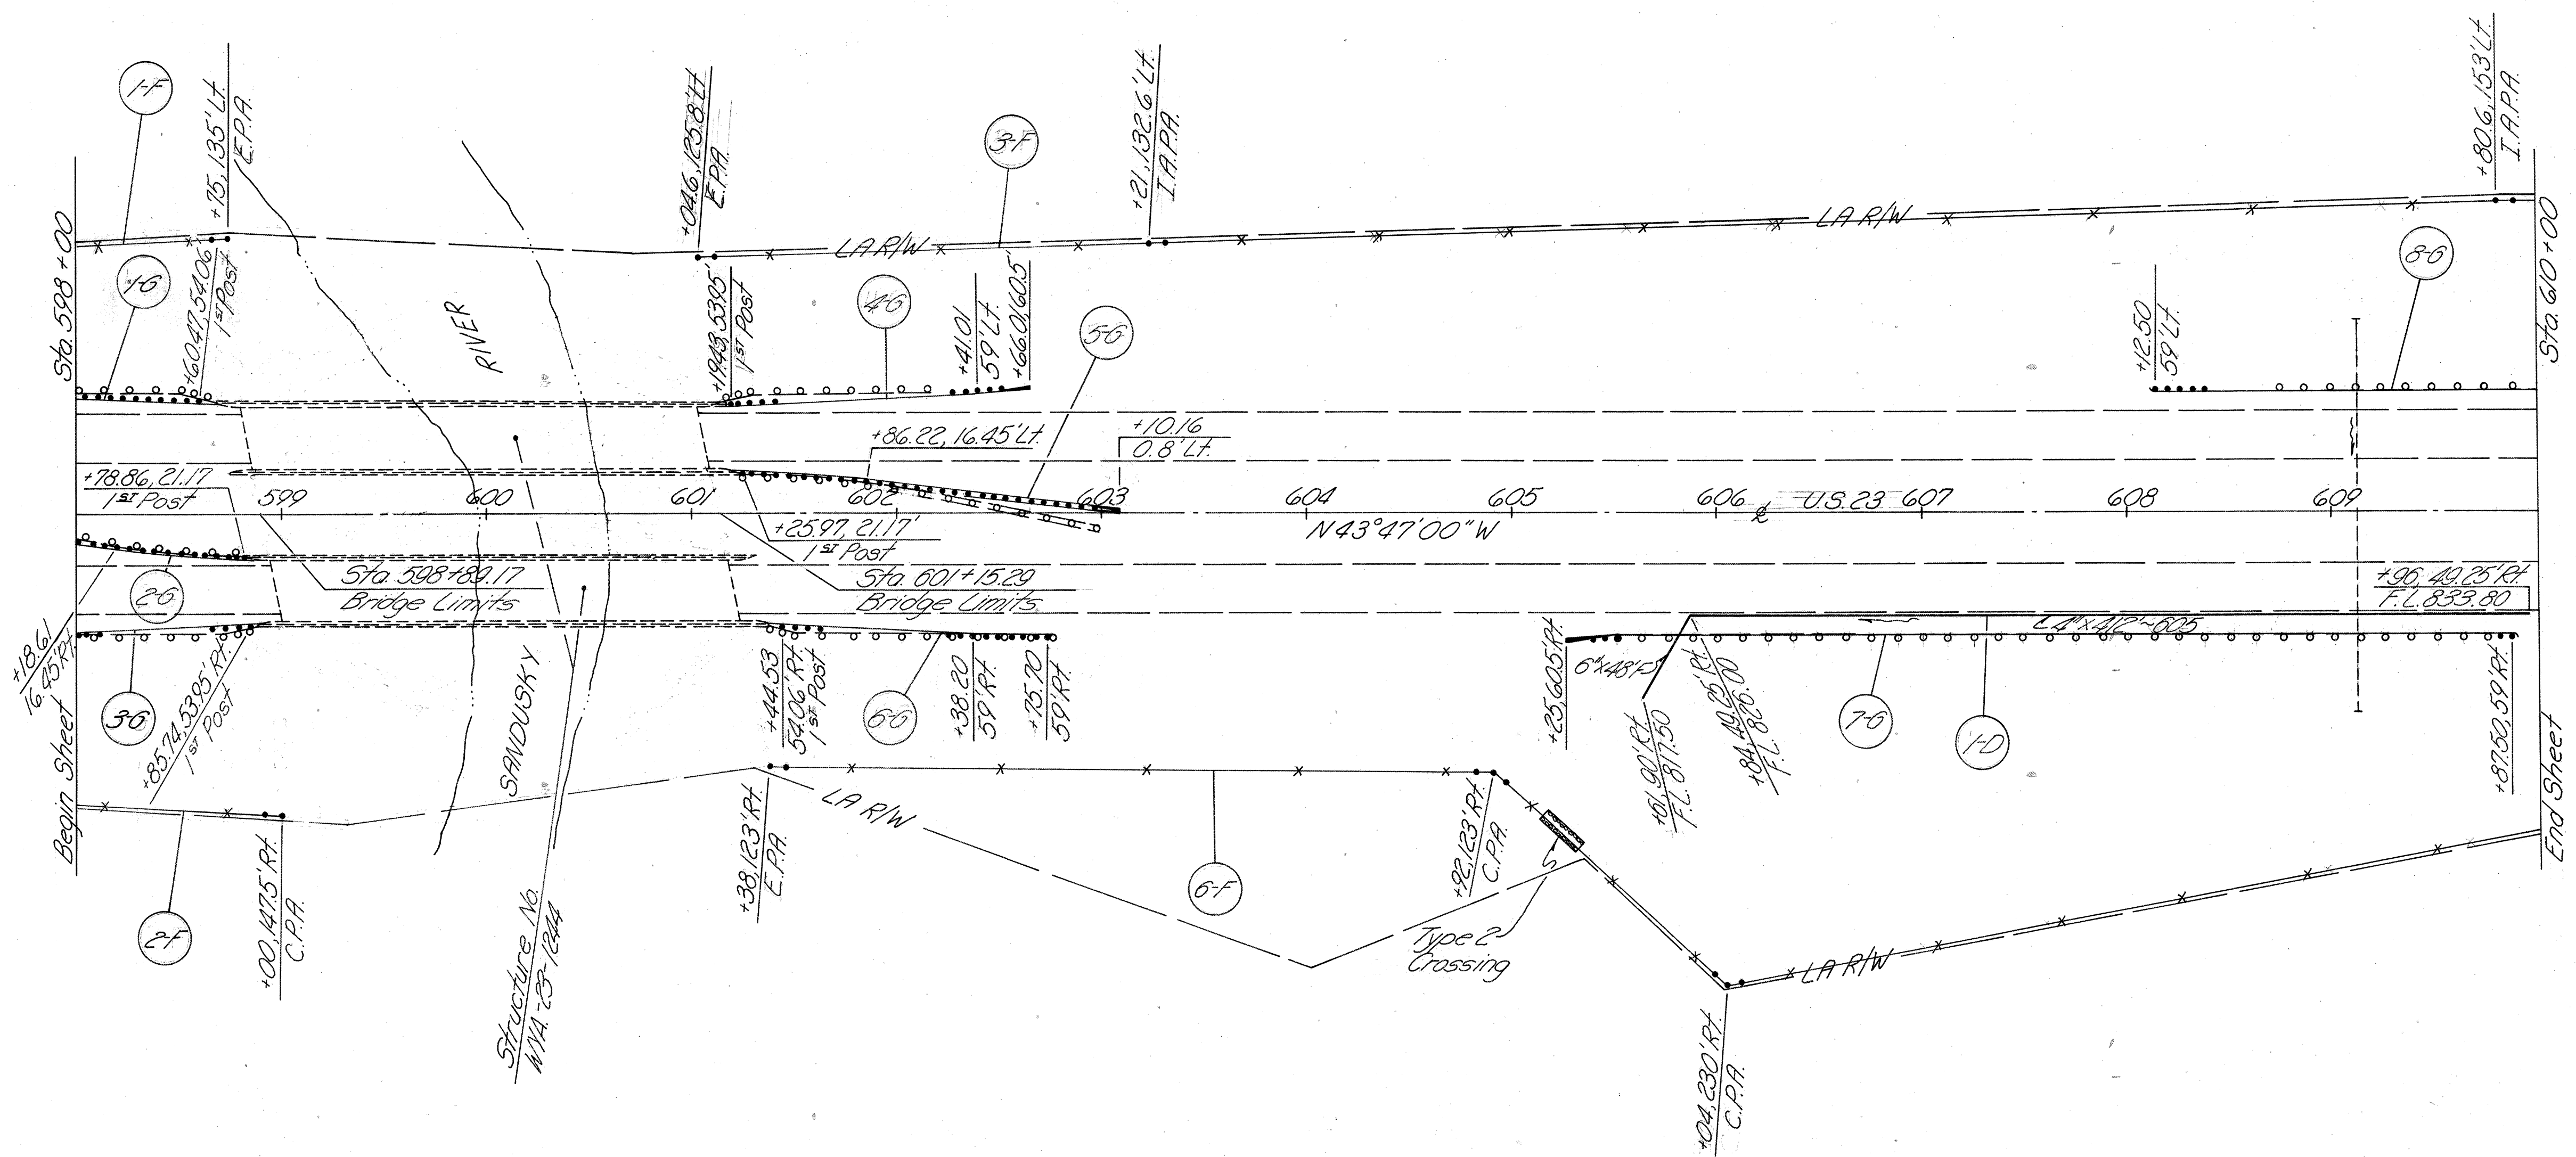 1-F
+75, 135' Lt.
E.P.A.
+04.6, 125.8' Lt.
E.P.A.
3-F
+21, 132.6' Lt.
I.A.P.A.
+80.6, 153' Lt.
I.A.P.A.
LA R/W
LA R/W
Sta. 598+00
1-G
+60.47, 54.06'
1ST Post
RIVER
+19.43, 53.95'
1ST Post
4-G
+41.01
59' Lt.
+66.01, 60.5'
5-G
+12.50
59' Lt.
8-G
Sta. 610+00
+86.22, 16.45' Lt.
+10.16
0.8' Lt.
+78.86, 21.17
1ST Post
599
600
601
602
603
604
605
606
℄ U.S. 23
607
608
609
+25.97, 21.17'
1ST Post
N 43°47'00" W
2-G
Sta. 598+89.17
Bridge Limits
Sta. 601+15.29
Bridge Limits
+96, 49.25' Rt.
F.L. 833.80
4" x 412' ~ 605
+18.61
16.45' Rt.
3-G
+85.74, 53.95' Rt.
1ST Post
SANDUSKY
+44.53
54.06' Rt.
1ST Post
6-G
+38.20
59' Rt.
+75.70
59' Rt.
+25, 60.5' Rt.
6" x 48' F
+61, 90' Rt.
F.L. 817.50
+84, 49.25' Rt.
F.L. 826.00
7-G
1-D
+87.50, 59' Rt.
Begin Sheet
End Sheet
2-F
+00, 147.5' Rt.
C.P.A.
Structure No.
WYA-23-1244
+38, 123' Rt.
E.P.A.
LA R/W
6-F
+92, 123' Rt.
C.P.A.
Type 2
Crossing
LA R/W
+04, 230' Rt.
C.P.A.